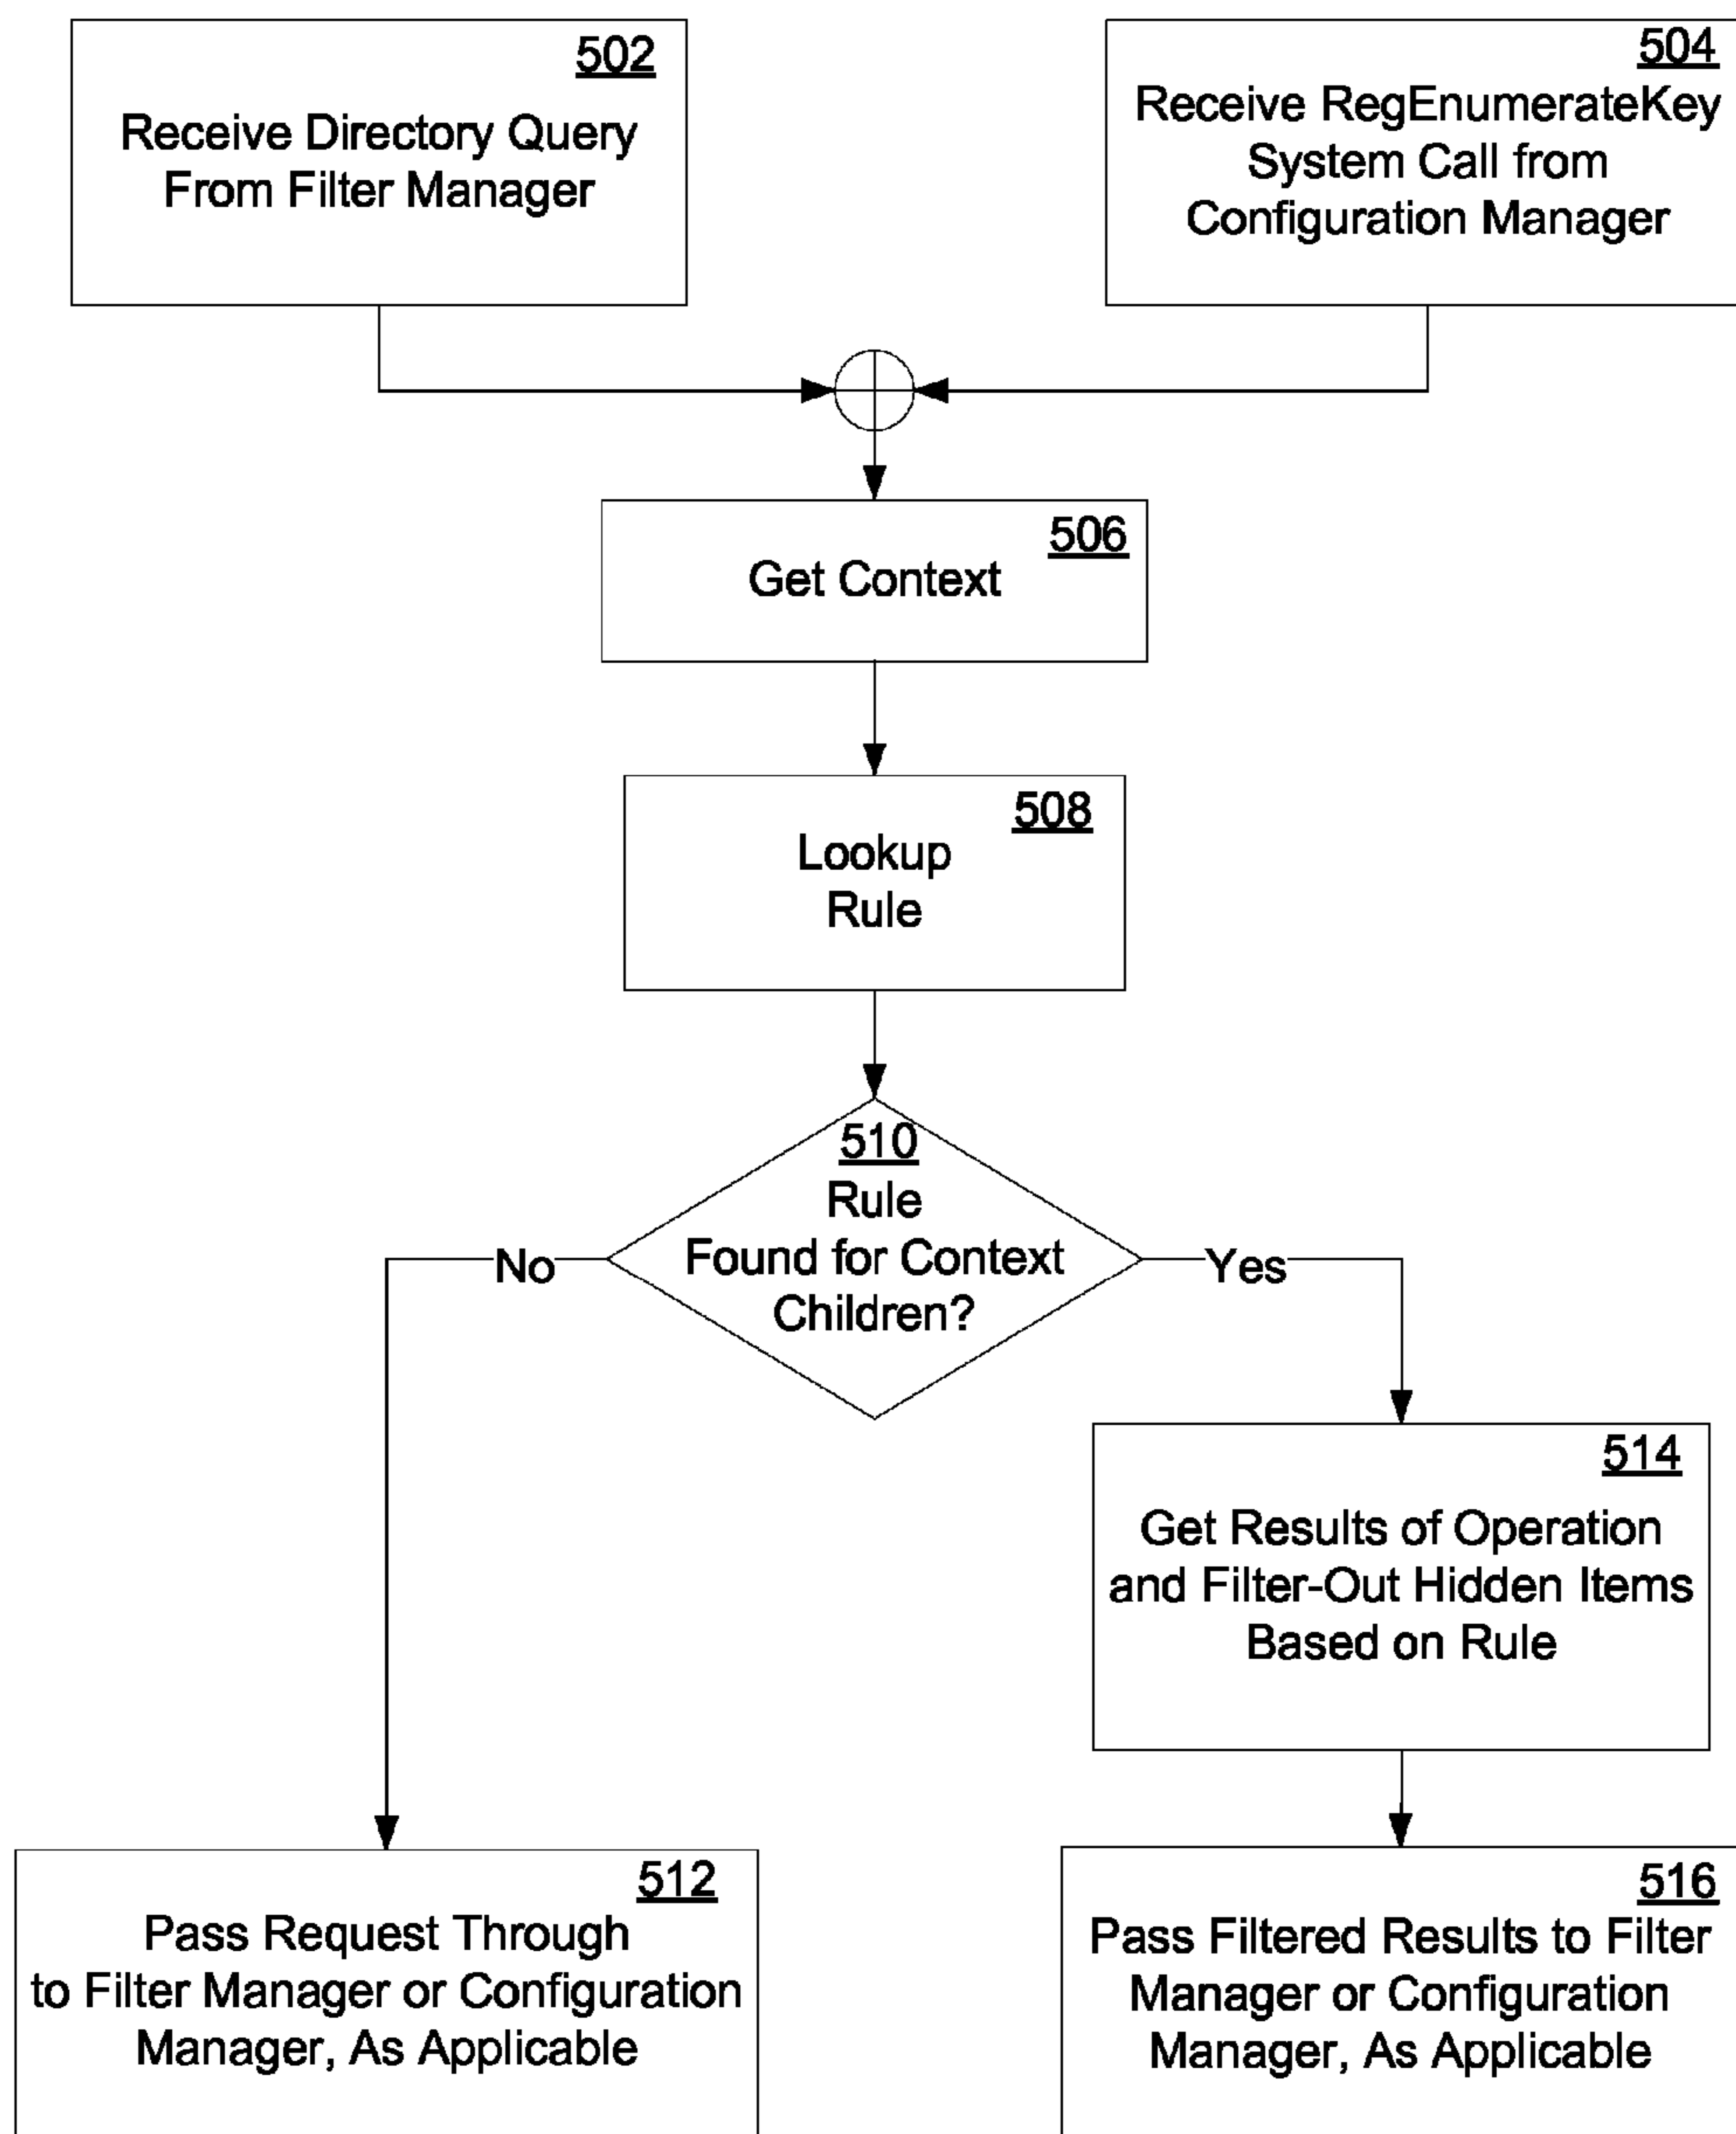 502
Receive Directory Query
From Filter Manager
504
Receive RegEnumerateKey
System Call from
Configuration Manager
506
Get Context
508
Lookup
Rule
510
Rule
Found for Context
Children?
No
Yes
514
Get Results of Operation
and Filter-Out Hidden Items
Based on Rule
512
Pass Request Through
to Filter Manager or Configuration
Manager, As Applicable
516
Pass Filtered Results to Filter
Manager or Configuration
Manager, As Applicable